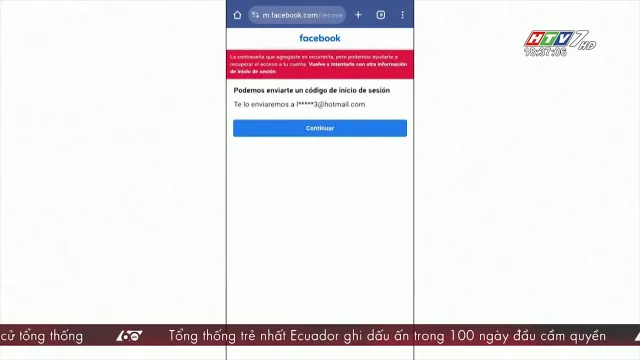 m.facebook.com/recove
HTV7 HD
18:37:06
facebook
La contraseña que agregaste es incorrecta, pero podemos ayudarte a
recuperar el acceso a tu cuenta. Vuelve a intentarlo con otra información
de inicio de sesión.
Podemos enviarte un código de inicio de sesión
Te lo enviaremos a l*****3@hotmail.com.
Continuar
cử tổng thống
60
Tổng thống trẻ nhất Ecuador ghi dấu ấn trong 100 ngày đầu cầm quyền